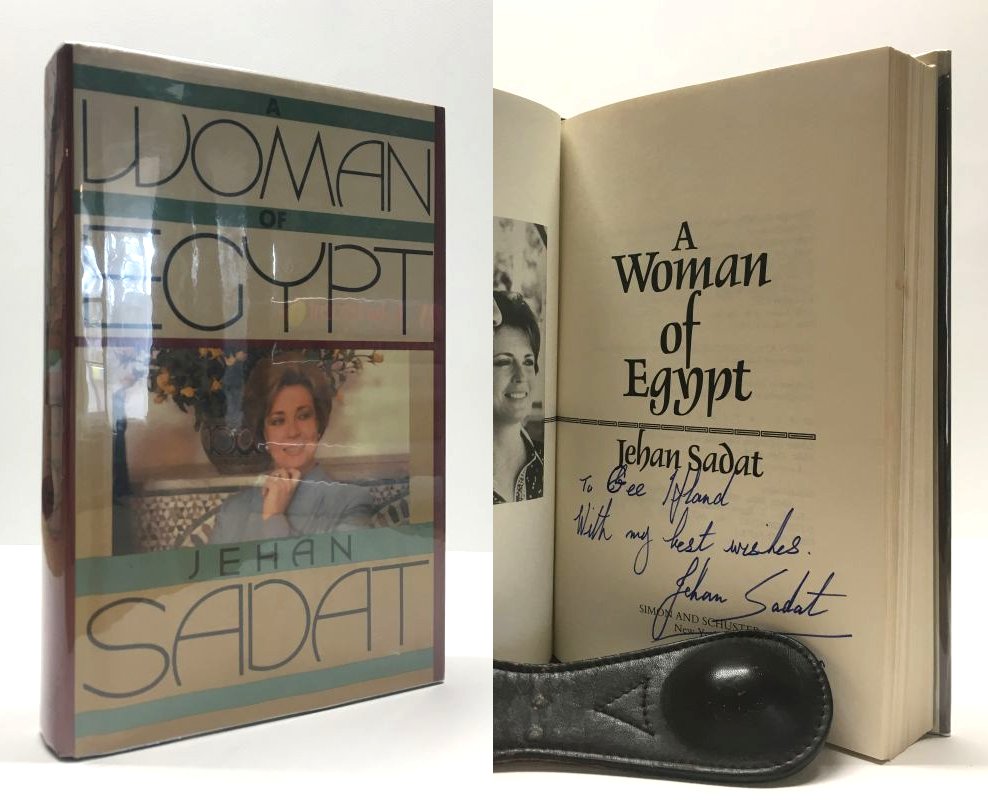 A
WOMAN
OF
EGYPT
JEHAN
SADAT
A
Woman
of
Egypt
Jehan Sadat
To Gee
With my best wishes.
Jehan Sadat
SIMON AND SCHUSTER
New